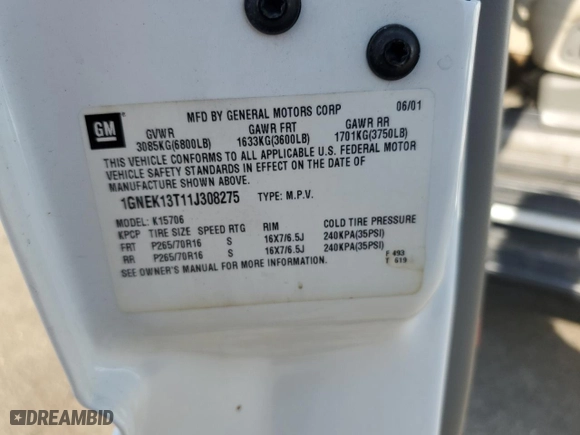 GM
MFD BY GENERAL MOTORS CORP 06/01
GVWR GAWR FRT GAWR RR
3085KG(6800LB) 1633KG(3600LB) 1701KG(3750LB)
THIS VEHICLE CONFORMS TO ALL APPLICABLE U.S. FEDERAL MOTOR
VEHICLE SAFETY STANDARDS IN EFFECT ON THE DATE OF
MANUFACTURE SHOWN ABOVE.
1GNEK13T11J308275 TYPE: M.P.V.
MODEL: K15706
KPCP TIRE SIZE SPEED RTG RIM COLD TIRE PRESSURE
FRT P265/70R16 S 16X7/6.5J 240KPA(35PSI)
RR P265/70R16 S 16X7/6.5J 240KPA(35PSI)
SEE OWNER'S MANUAL FOR MORE INFORMATION.
F 493
T 619
DREAMBID